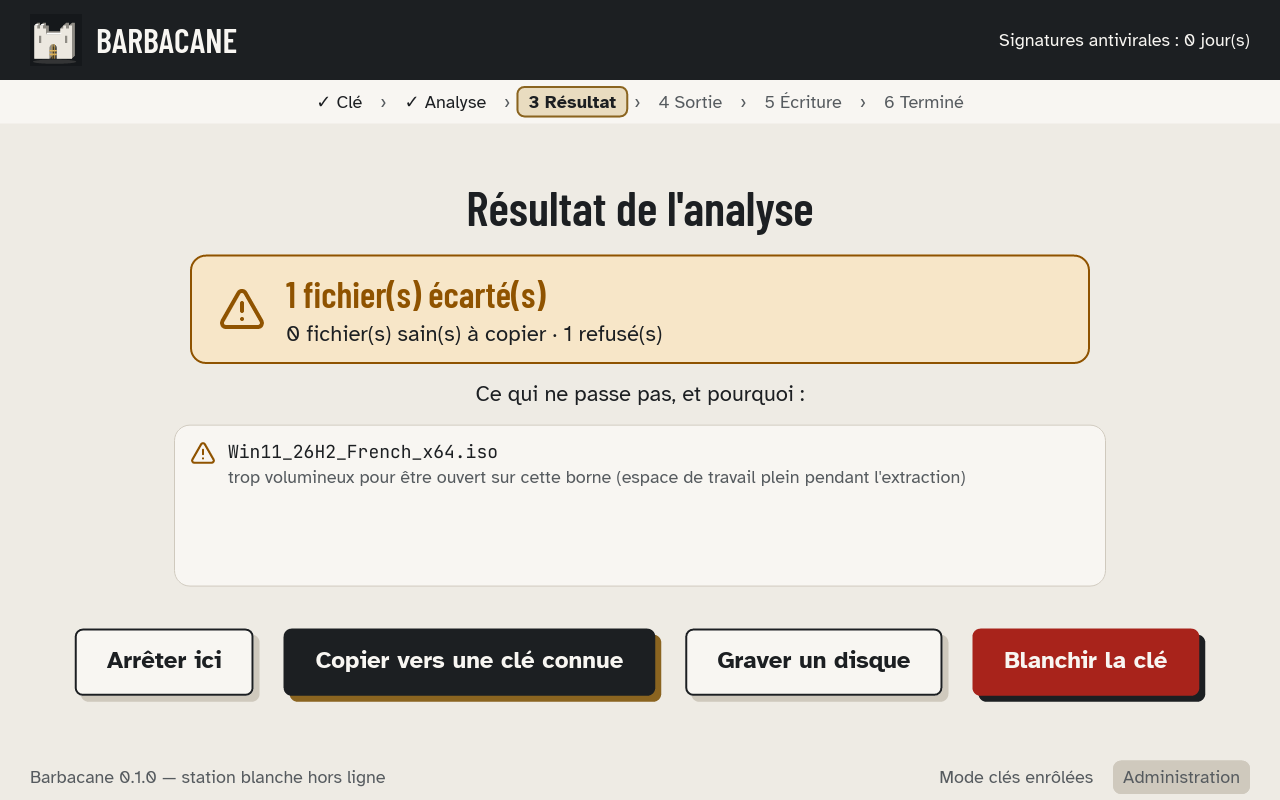 BARBACANE
Signatures antivirales : 0 jour(s)
✓ Clé › ✓ Analyse › 3 Résultat › 4 Sortie › 5 Écriture › 6 Terminé
Résultat de l'analyse
1 fichier(s) écarté(s)
0 fichier(s) sain(s) à copier · 1 refusé(s)
Ce qui ne passe pas, et pourquoi :
Win11_26H2_French_x64.iso
trop volumineux pour être ouvert sur cette borne (espace de travail plein pendant l'extraction)
Arrêter ici
Copier vers une clé connue
Graver un disque
Blanchir la clé
Barbacane 0.1.0 — station blanche hors ligne
Mode clés enrôlées
Administration